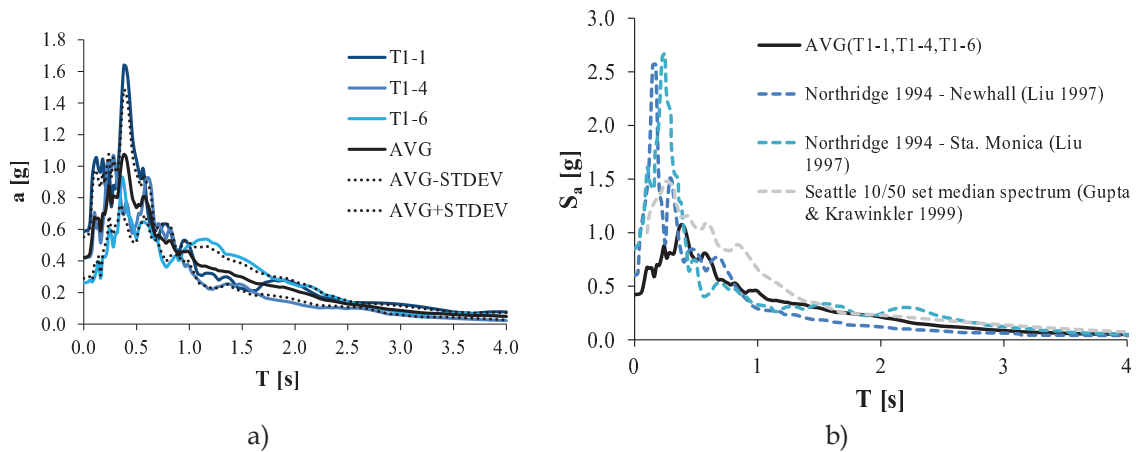 1.8
1.6
1.4
1.2
1.0
0.8
0.6
0.4
0.2
0.0
a [g]
0.0 0.5 1.0 1.5 2.0 2.5 3.0 3.5 4.0
T [s]
T1-1
T1-4
T1-6
AVG
AVG-STDEV
AVG+STDEV
a)
3.0
2.5
2.0
1.5
1.0
0.5
0.0
Sa [g]
0 1 2 3 4
T [s]
AVG(T1-1,T1-4,T1-6)
Northridge 1994 - Newhall (Liu 1997)
Northridge 1994 - Sta. Monica (Liu
1997)
Seattle 10/50 set median spectrum (Gupta
& Krawinkler 1999)
b)